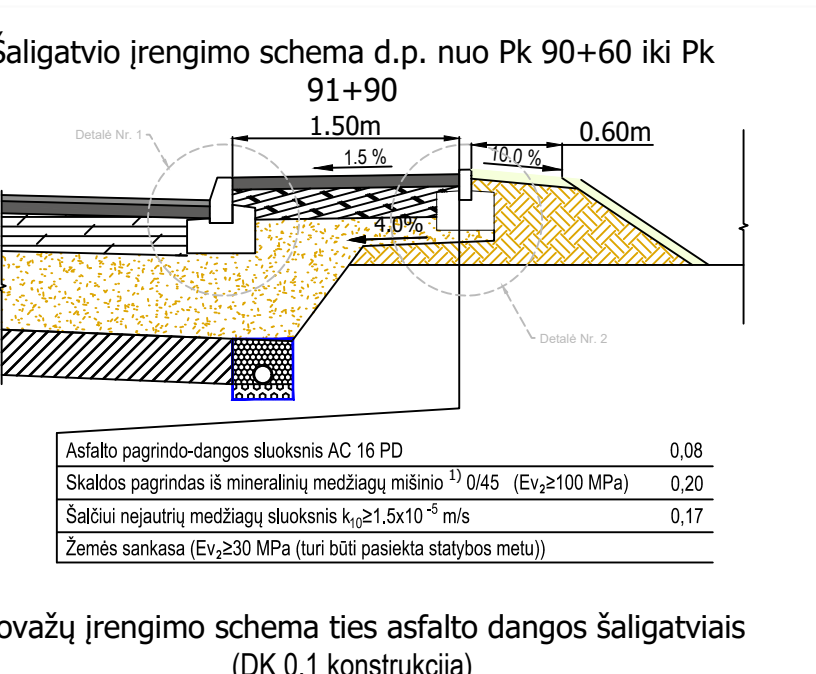 Šaligatvio įrengimo schema d.p. nuo Pk 90+60 iki Pk
91+90
Detalė Nr. 1
1.50m
0.60m
1.5 %
10.0 %
4.0%
Detalė Nr. 2
Asfalto pagrindo-dangos sluoksnis AC 16 PD 0,08
Skaldos pagrindas iš mineralinių medžiagų mišinio 1) 0/45 (Ev2≥100 MPa) 0,20
Šalčiui nejautrių medžiagų sluoksnis k10≥1.5x10 -5 m/s 0,17
Žemės sankasa (Ev2≥30 MPa (turi būti pasiekta statybos metu))
ovažų įrengimo schema ties asfalto dangos šaligatviais
(DK 0.1 konstrukcija)